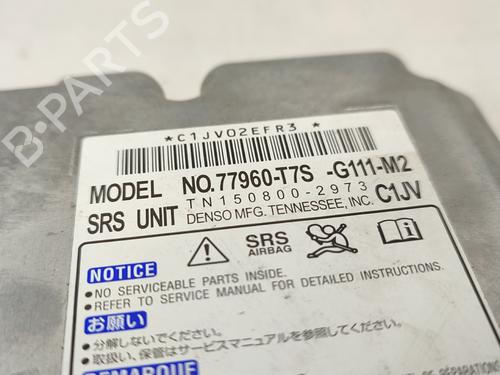 B-PARTS
*C1JV02EFR3*
MODEL NO.77960-T7S -G111-M2
SRS UNIT TN150800-2973 C1JV
DENSO MFG. TENNESSEE, INC.
SRS
AIRBAG
NOTICE
●NO SERVICEABLE PARTS INSIDE.
●REFER TO SERVICE MANUAL FOR DETAILED INSTRUCTIONS.
お願い
●分解しないでください。
●取扱い、保管はサービスマニュアルを参照してください。
REMARQUE
DE REPARATIONS